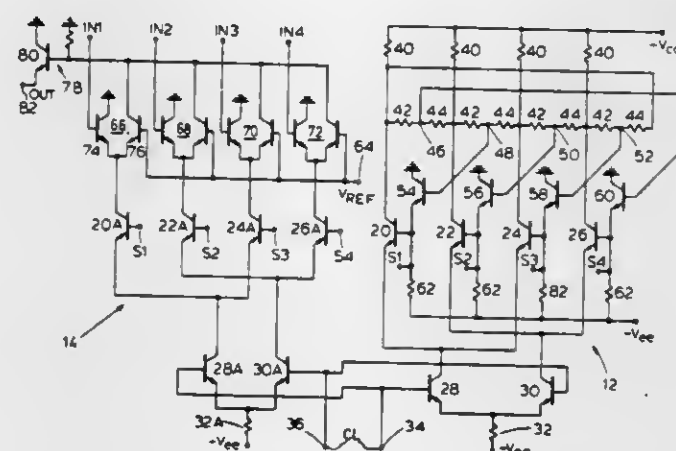 IN1 IN2 IN3 IN4
-Vcc
80
40 40 40 40
OUT 78
82
42 44 42 44 42 44 42 44
66 68 70 72
74 76
46 48 50 52
64
VREF
54 56 58 60
20A 22A 24A 26A
20 22 24 26
S1 S2 S3 S4
S1 S2 S3 S4
62 62 82 62
-Vee
14
12
28A 30A
28 30
32A
36 CL 34
32
-Vee
-Vee